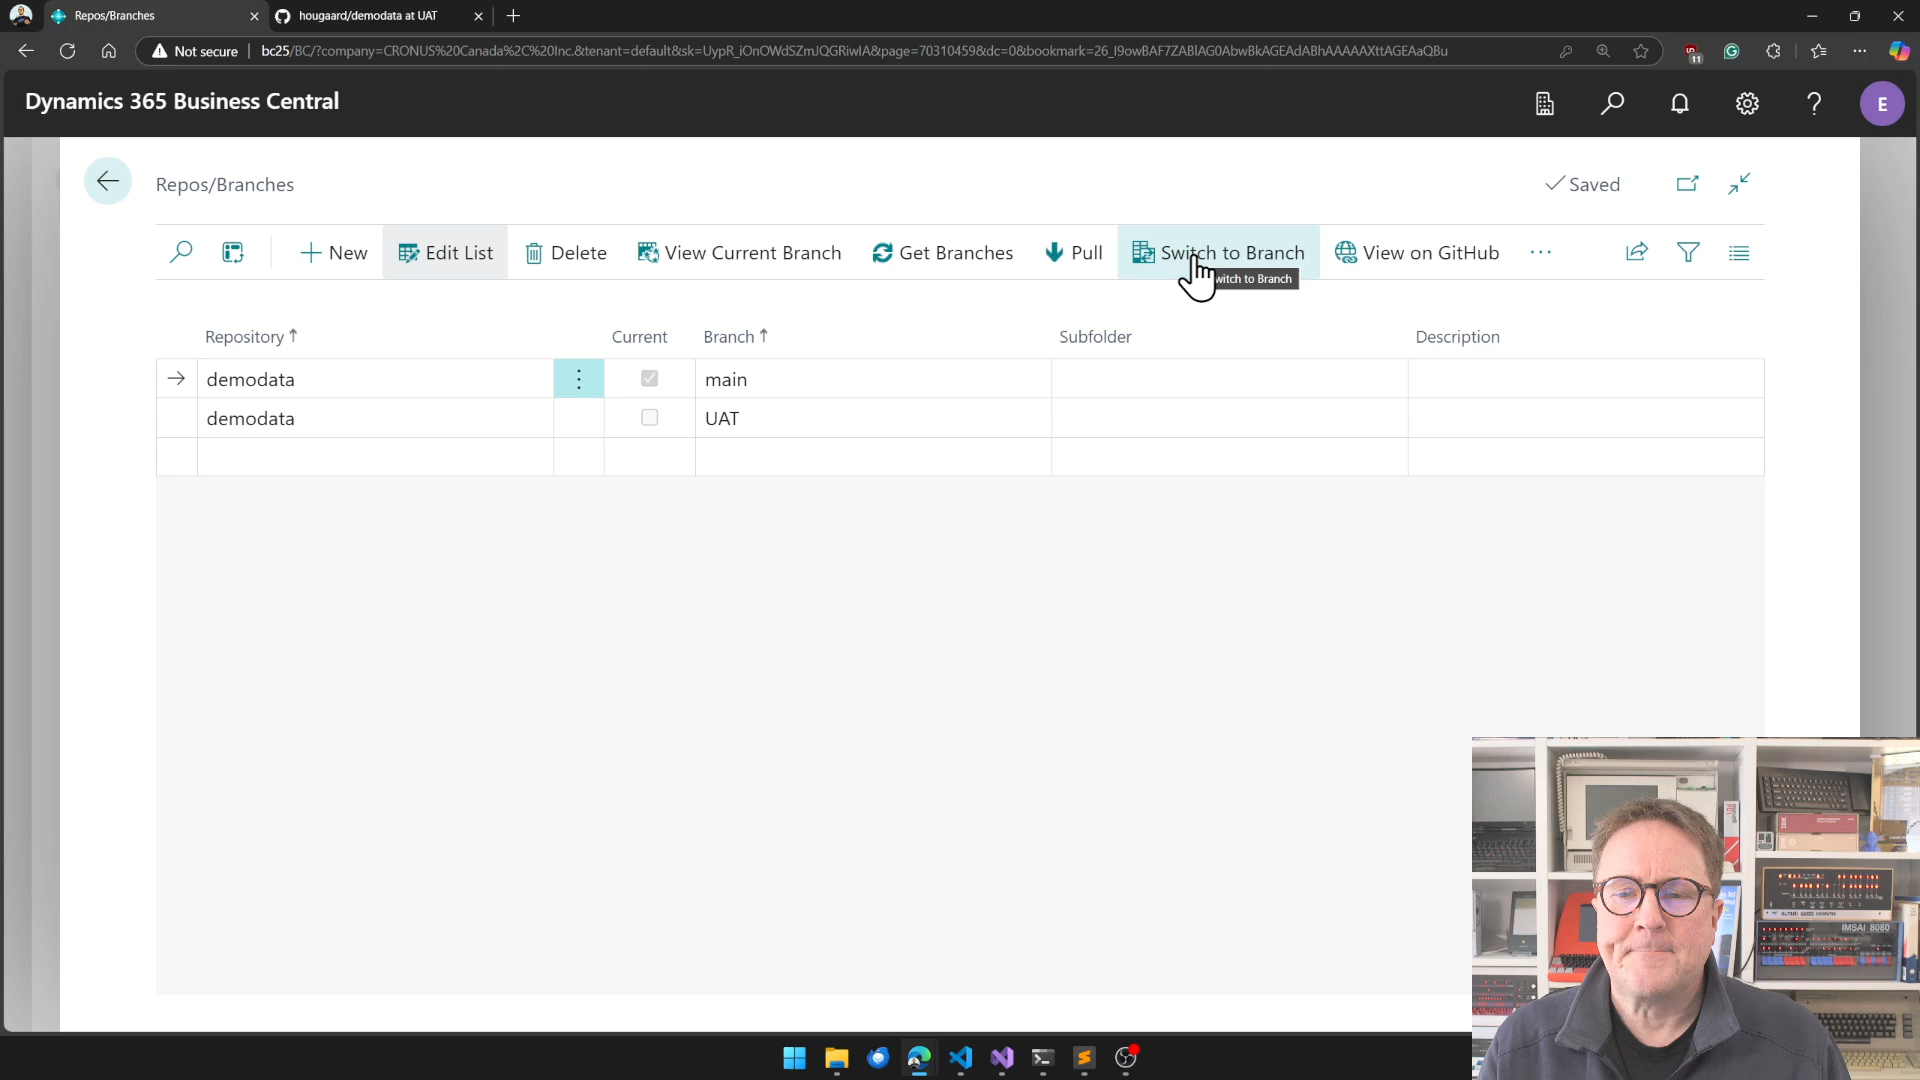 Repos/Branches
hougaard/demodata at UAT
Not secure
bc25/BC/?company=CRONUS%20Canada%2C%20Inc.&tenant=default&sk=UypR_iOnOWdSZmJQGRiwlA&page=70310459&dc=0&bookmark=26_I9owBAF7ZABlAG0AbwBkAGEAdABhAAAAAXttAGEAaQBu
11
Dynamics 365 Business Central
E
Repos/Branches
Saved
New
Edit List
Delete
View Current Branch
Get Branches
Pull
Switch to Branch
View on GitHub
witch to Branch
Repository
Current
Branch
Subfolder
Description
demodata
main
demodata
UAT
IMSAI 8080